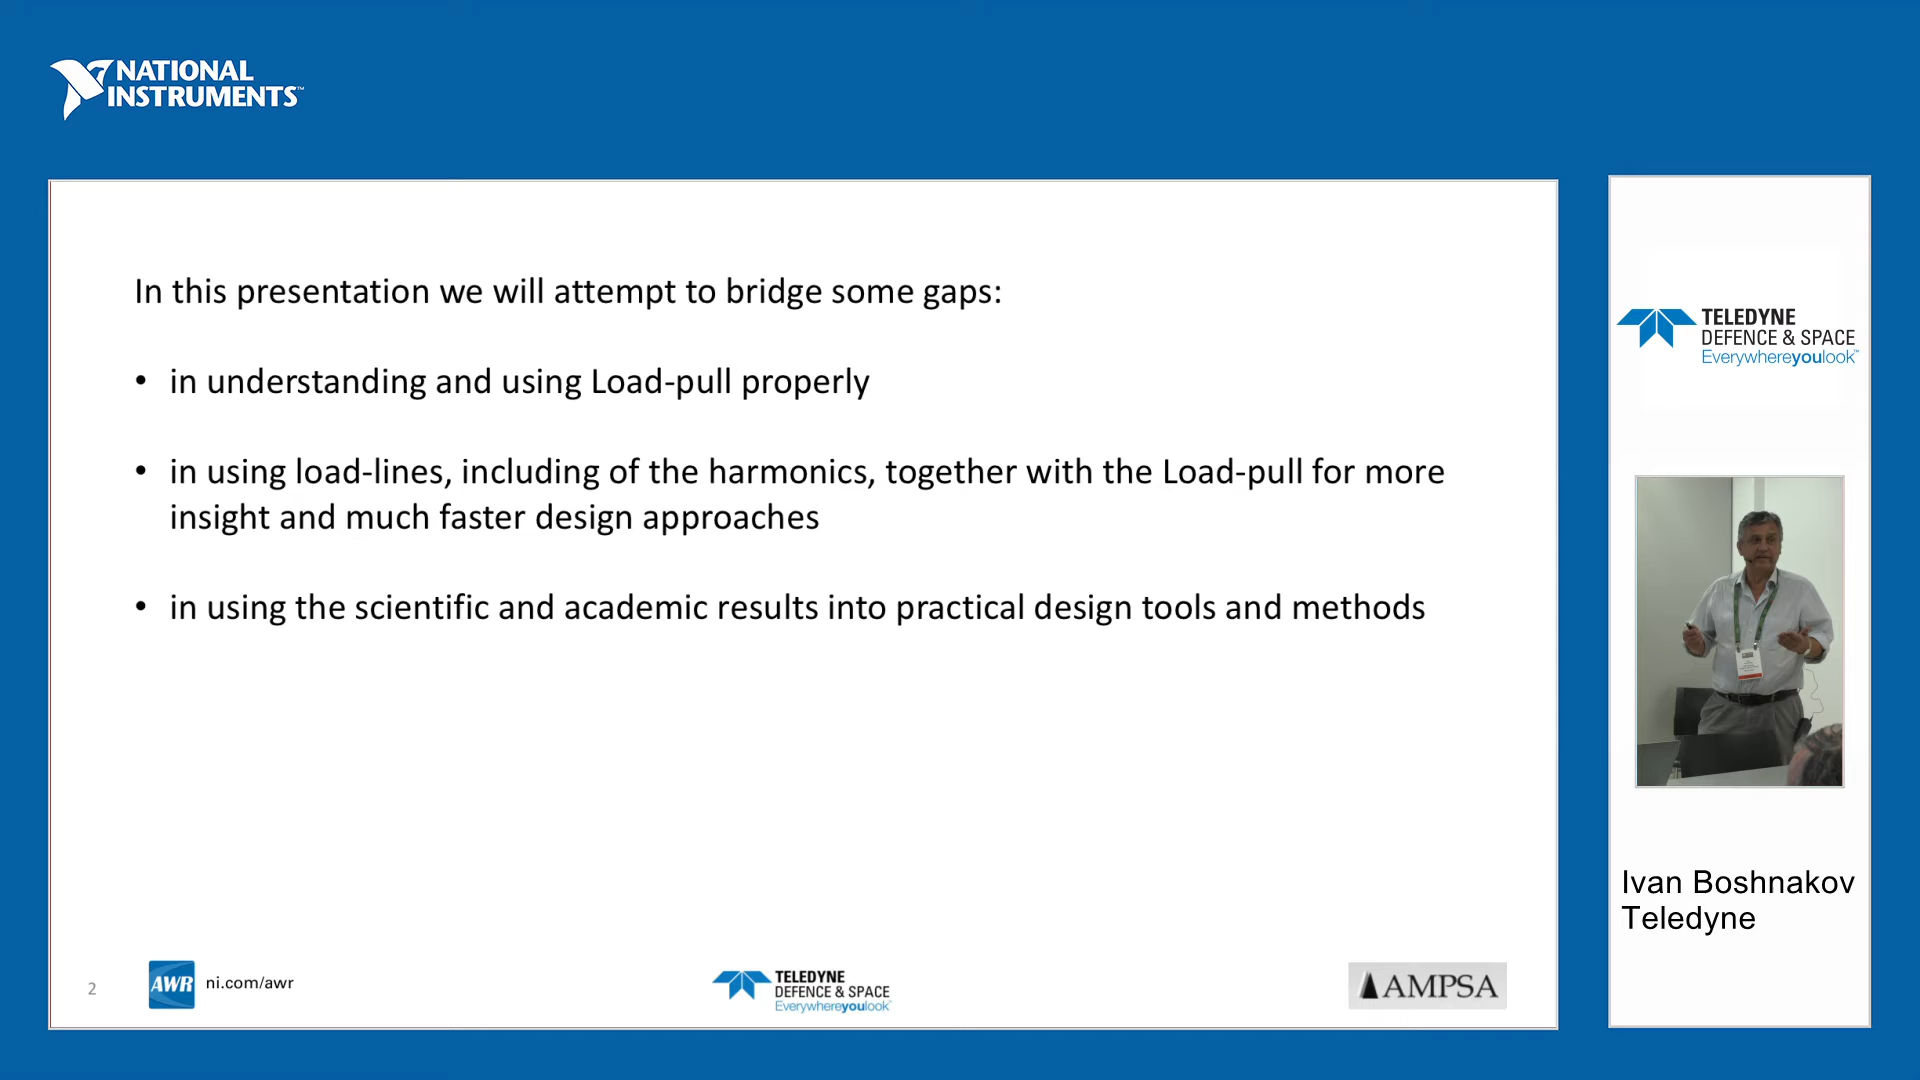 NATIONAL
INSTRUMENTS™
In this presentation we will attempt to bridge some gaps:
• in understanding and using Load-pull properly
• in using load-lines, including of the harmonics, together with the Load-pull for more
insight and much faster design approaches
• in using the scientific and academic results into practical design tools and methods
2
AWR
ni.com/awr
TELEDYNE
DEFENCE & SPACE
Everywhereyoulook™
AMPSA
TELEDYNE
DEFENCE & SPACE
Everywhereyoulook™
Ivan Boshnakov
Teledyne